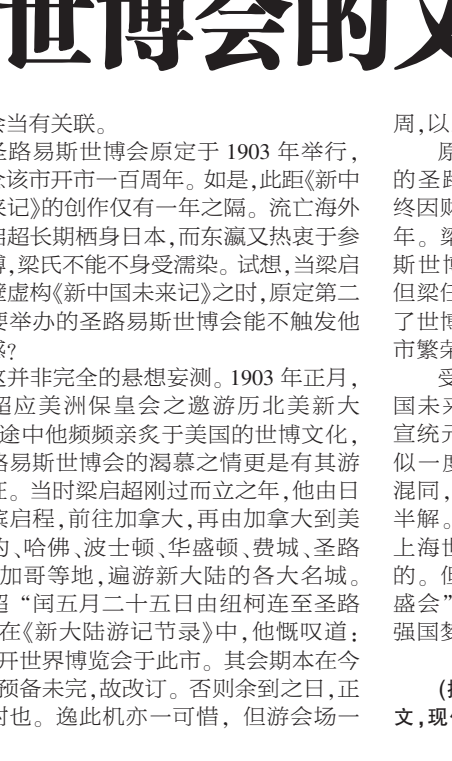 世博会的
会当有关联。
圣路易斯世博会原定于 1903 年举行，
念该市开市一百周年。如是，此距《新中
来记》的创作仅有一年之隔。流亡海外
启超长期栖身日本，而东瀛又热衷于参
博，梁氏不能不身受濡染。试想，当梁启
壁虚构《新中国未来记》之时，原定第二
要举办的圣路易斯世博会能不触发他
惑？
这并非完全的悬想妄测。1903 年正月，
超应美洲保皇会之邀游历北美新大
途中他频频亲炙于美国的世博文化，
路易斯世博会的渴慕之情更是有其游
证。当时梁启超刚过而立之年，他由日
滨启程，前往加拿大，再由加拿大到美
约、哈佛、波士顿、华盛顿、费城、圣路
加哥等地，遍游新大陆的各大名城。
超“闰五月二十五日由纽柯连至圣路
在《新大陆游记节录》中，他慨叹道：
开世界博览会于此市。其会期本在今
预备未完，故改订。否则余到之日，正
时也。逸此机亦一可惜，但游会场一
周，以
原
的圣路
终因财
年。梁
斯世博
但梁任
了世博
市繁荣
受
国未来
宣统元
似一度
混同，
半解。
上海世
的。但
盛会”
强国梦
文，现代